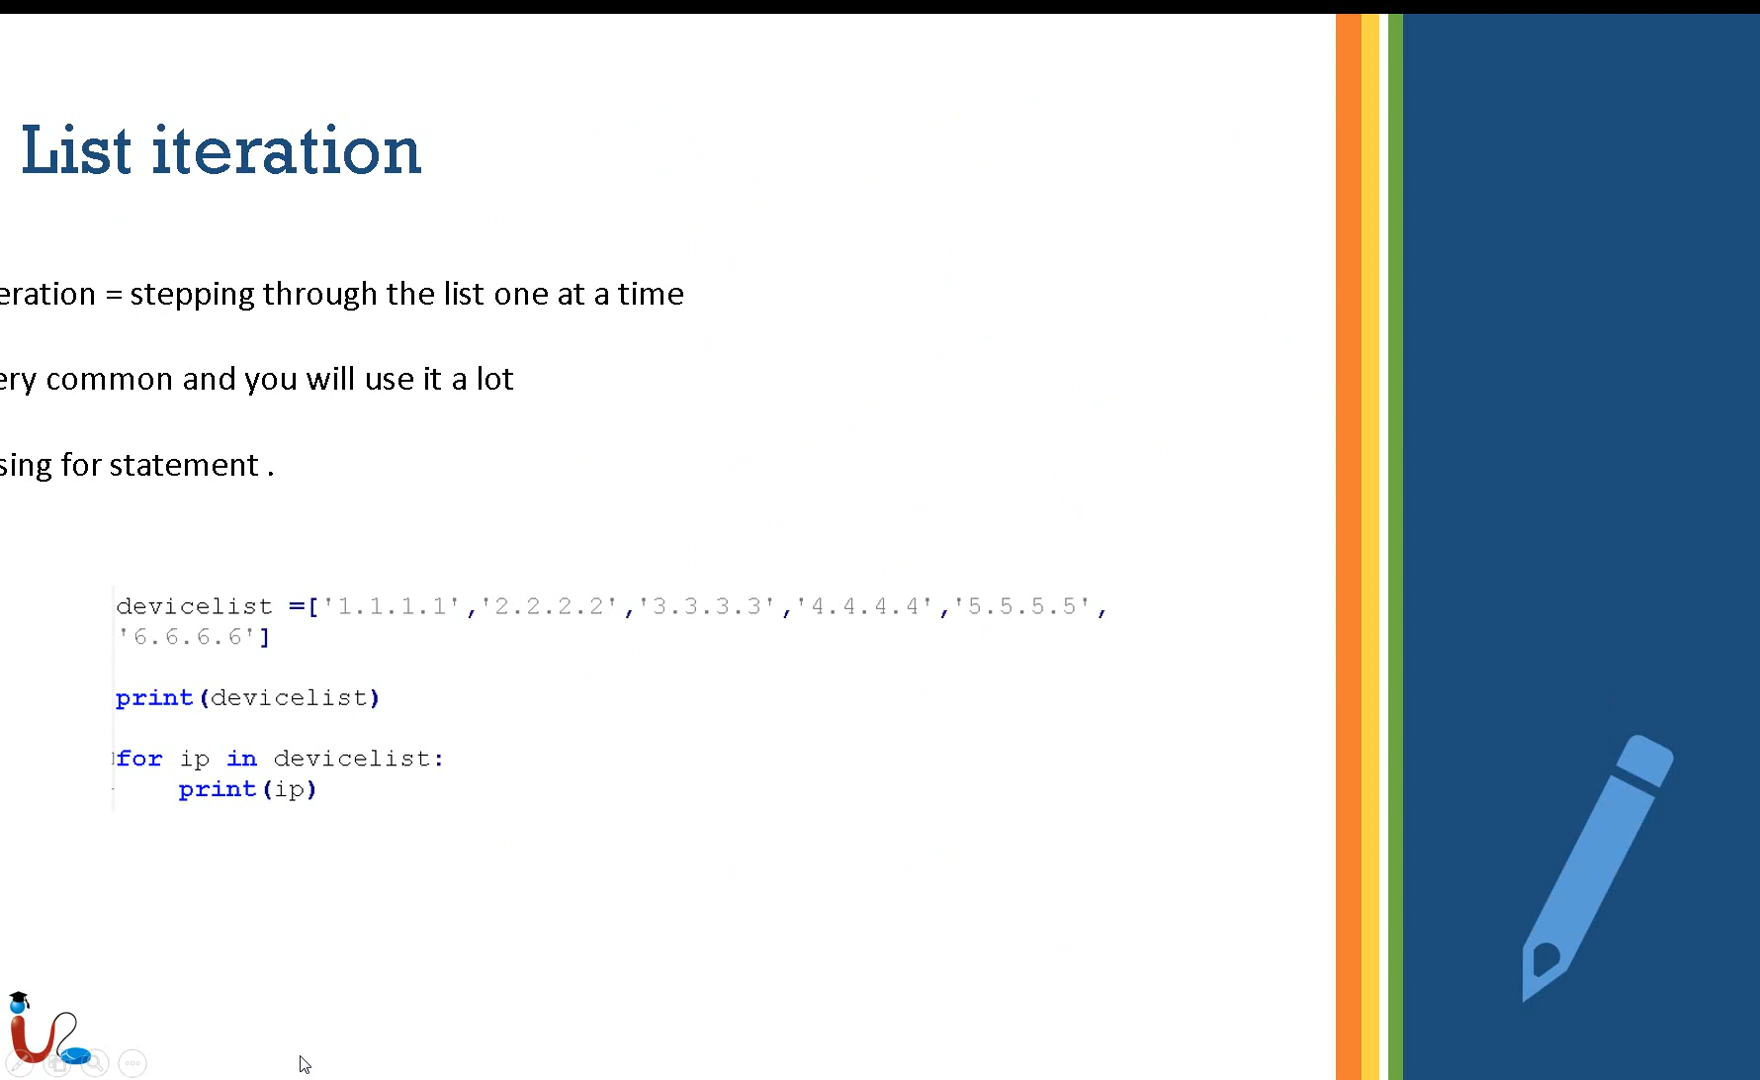 List iteration
eration = stepping through the list one at a time
ery common and you will use it a lot
sing for statement .
devicelist =['1.1.1.1','2.2.2.2','3.3.3.3','4.4.4.4','5.5.5.5',
'6.6.6.6']
print(devicelist)
for ip in devicelist:
    print(ip)